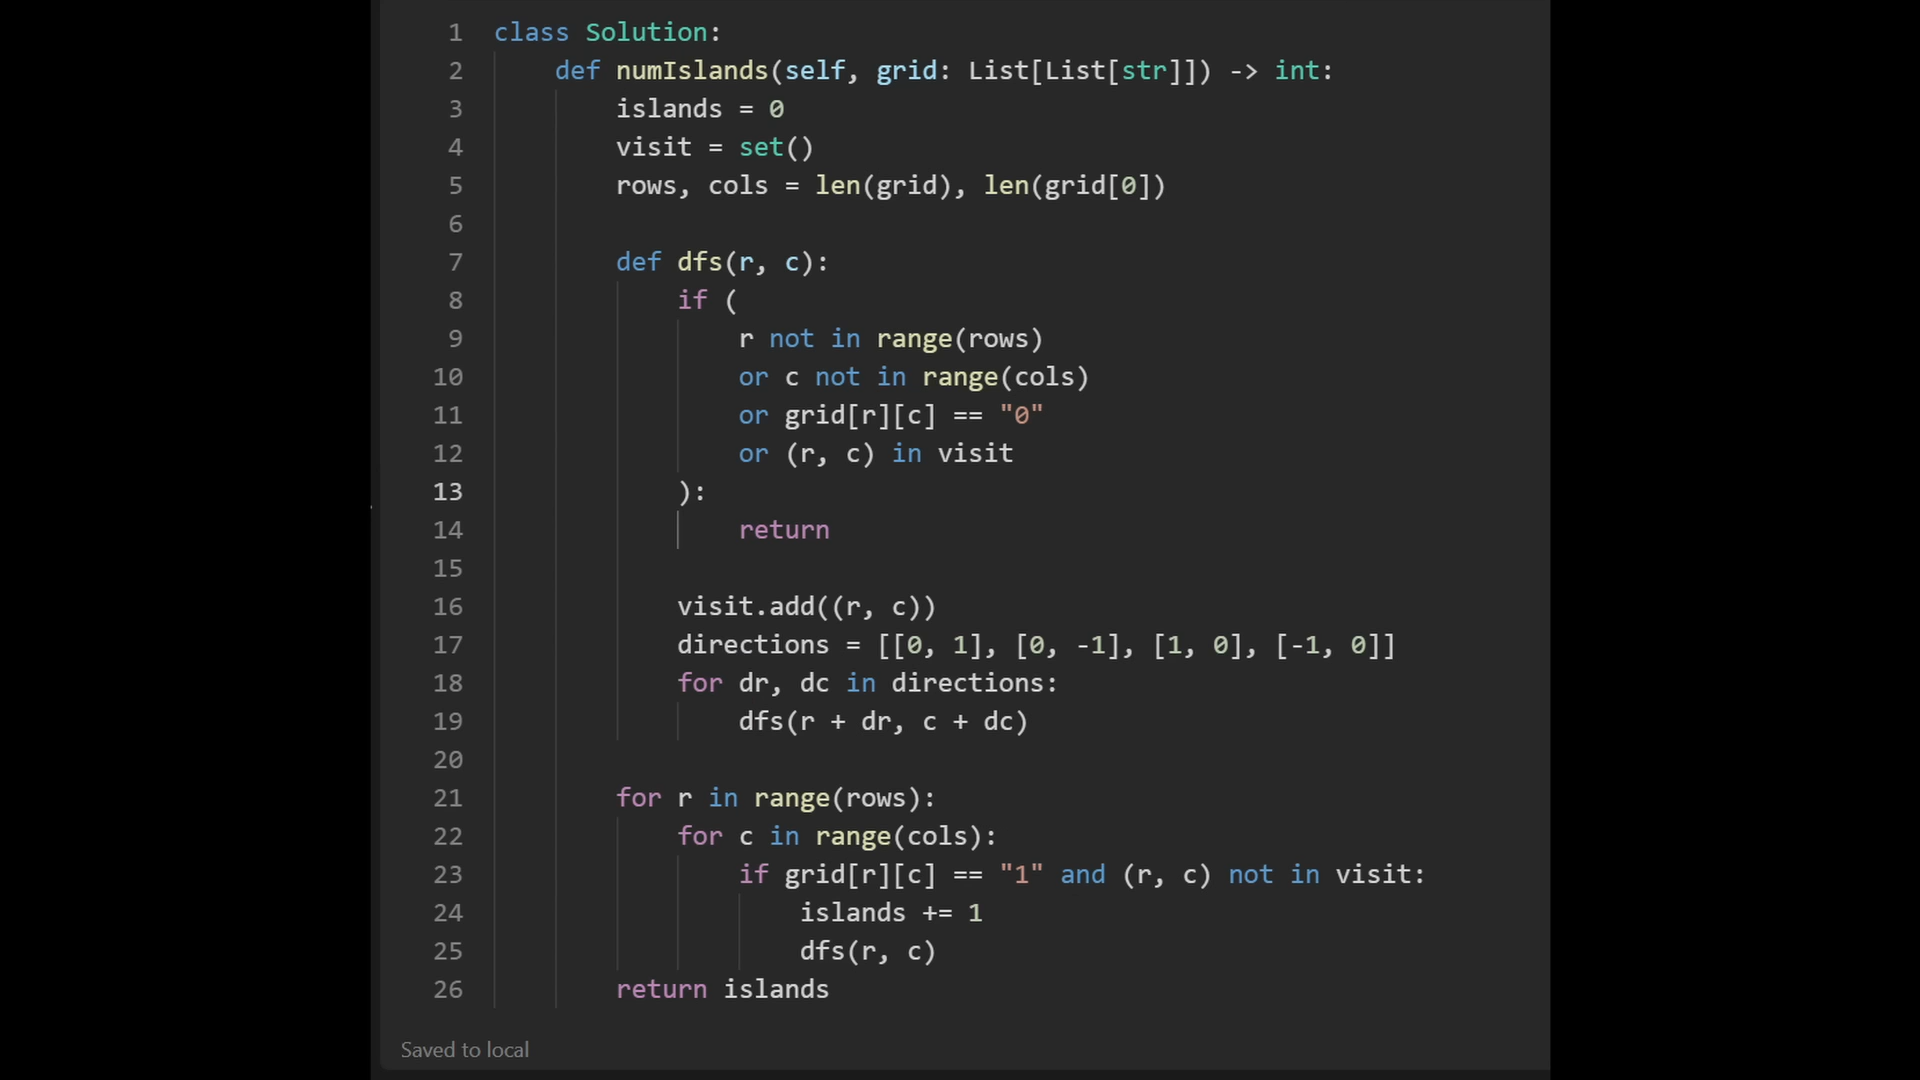 1 class Solution:
2     def numIslands(self, grid: List[List[str]]) -> int:
3         islands = 0
4         visit = set()
5         rows, cols = len(grid), len(grid[0])
6
7         def dfs(r, c):
8             if (
9                 r not in range(rows)
10                 or c not in range(cols)
11                 or grid[r][c] == "0"
12                 or (r, c) in visit
13             ):
14                 return
15
16             visit.add((r, c))
17             directions = [[0, 1], [0, -1], [1, 0], [-1, 0]]
18             for dr, dc in directions:
19                 dfs(r + dr, c + dc)
20
21         for r in range(rows):
22             for c in range(cols):
23                 if grid[r][c] == "1" and (r, c) not in visit:
24                     islands += 1
25                     dfs(r, c)
26         return islands
Saved to local